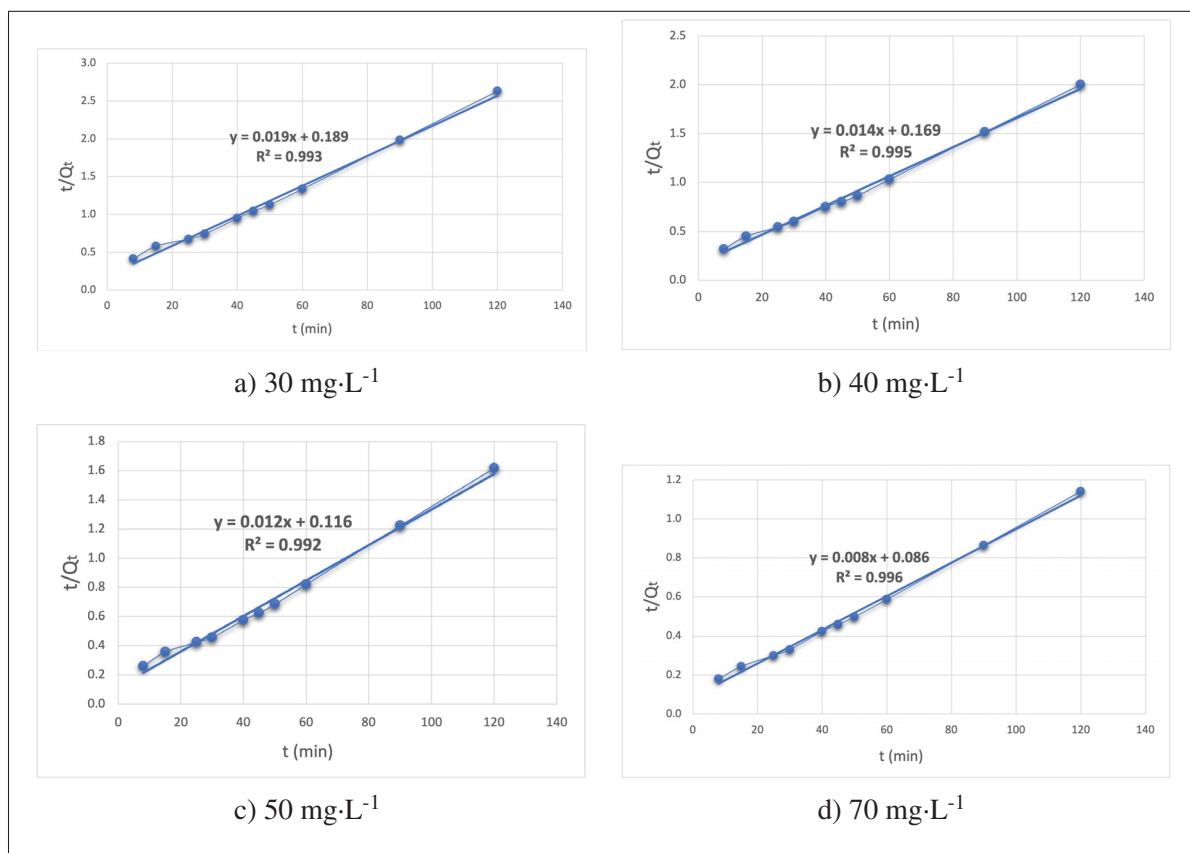 3.0
2.5
2.0
1.5
1.0
0.5
0.0
t/Qt
y = 0.019x + 0.189
R² = 0.993
0 20 40 60 80 100 120 140
t (min)
a) 30 mg·L-1
2.5
2.0
1.5
1.0
0.5
0.0
t/Qt
y = 0.014x + 0.169
R² = 0.995
0 20 40 60 80 100 120 140
t (min)
b) 40 mg·L-1
1.8
1.6
1.4
1.2
1.0
0.8
0.6
0.4
0.2
0.0
t/Qt
y = 0.012x + 0.116
R² = 0.992
0 20 40 60 80 100 120 140
t (min)
c) 50 mg·L-1
1.2
1.0
0.8
0.6
0.4
0.2
0.0
t/Qt
y = 0.008x + 0.086
R² = 0.996
0 20 40 60 80 100 120 140
t (min)
d) 70 mg·L-1